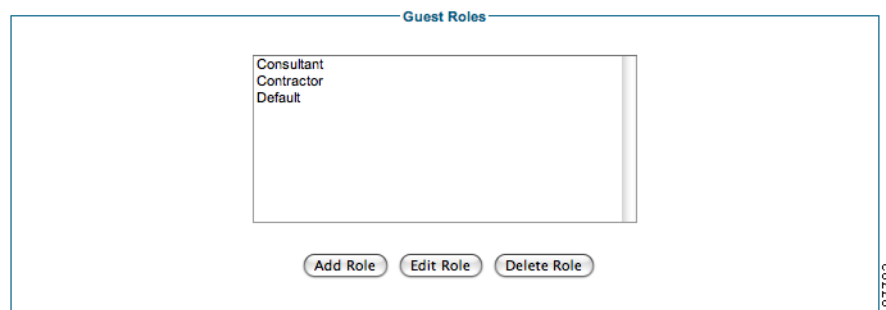 Guest Roles
Consultant
Contractor
Default
Add Role Edit Role Delete Role